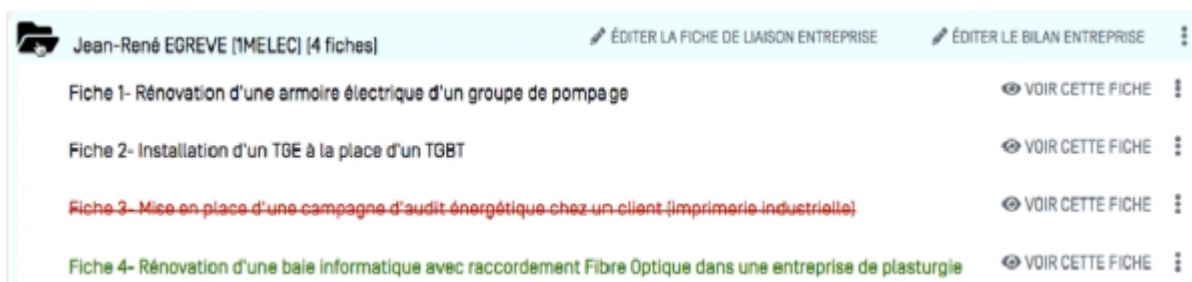 Jean-René EGREVE [1MELEC] [4 fiches] ÉDITER LA FICHE DE LIAISON ENTREPRISE ÉDITER LE BILAN ENTREPRISE
Fiche 1- Rénovation d'une armoire électrique d'un groupe de pompage VOIR CETTE FICHE
Fiche 2- Installation d'un TGE à la place d'un TGBT VOIR CETTE FICHE
Fiche 3- Mise en place d'une campagne d'audit énergétique chez un client (imprimerie industrielle) VOIR CETTE FICHE
Fiche 4- Rénovation d'une baie informatique avec raccordement Fibre Optique dans une entreprise de plasturgie VOIR CETTE FICHE